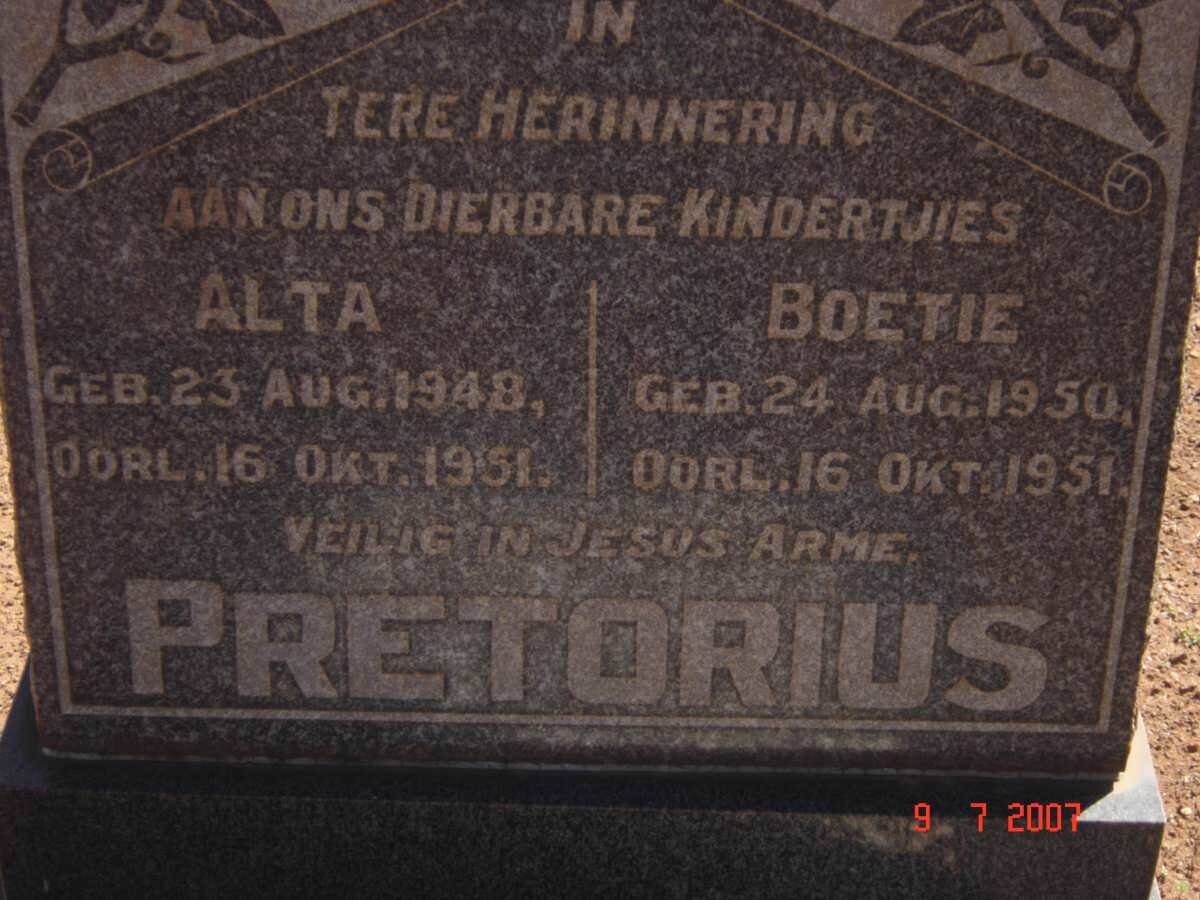 IN
TERE HERINNERING
AAN ONS DIERBARE KINDERTJIES
ALTA
GEB. 23 AUG. 1948,
OORL. 16 OKT. 1951.
BOETIE
GEB. 24 AUG. 1950,
OORL. 16 OKT. 1951.
VEILIG IN JESUS ARME.
PRETORIUS
9 7 2007